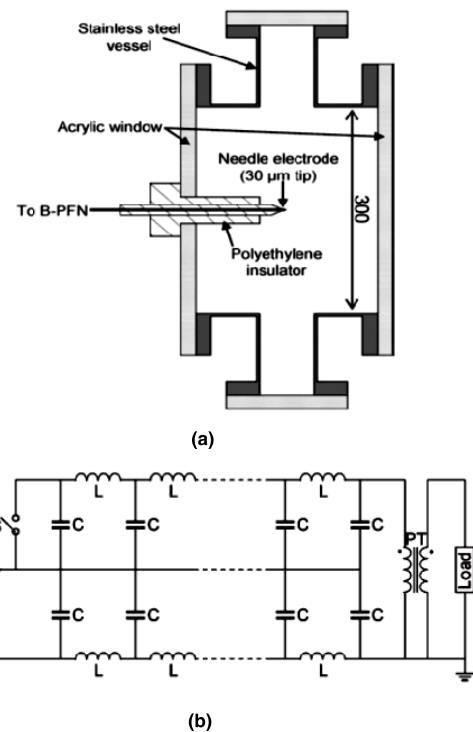 Stainless steel
vessel
Acrylic window
Needle electrode
(30 µm tip)
300
To B-PFN
Polyethylene
insulator
(a)
L
L
L
C
C
C
C
PT
Load
C
C
C
C
L
L
L
(b)